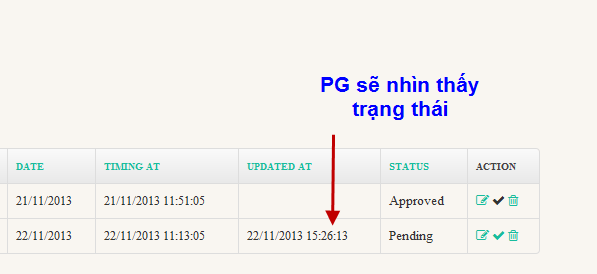 PG sẽ nhìn thấy
trạng thái
DATE TIMING AT UPDATED AT STATUS ACTION
21/11/2013 21/11/2013 11:51:05 Approved
22/11/2013 22/11/2013 11:13:05 22/11/2013 15:26:13 Pending